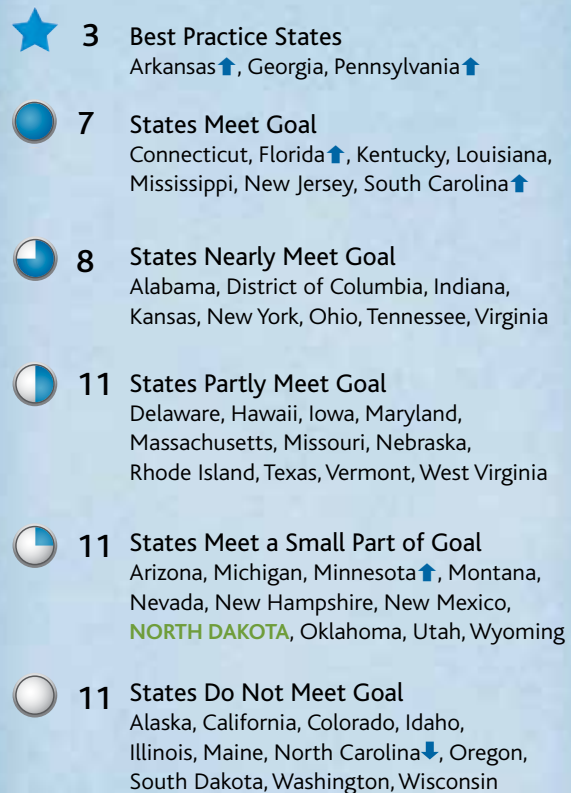 3 Best Practice States
Arkansas⬆, Georgia, Pennsylvania⬆
7 States Meet Goal
Connecticut, Florida⬆, Kentucky, Louisiana,
Mississippi, New Jersey, South Carolina⬆
8 States Nearly Meet Goal
Alabama, District of Columbia, Indiana,
Kansas, New York, Ohio, Tennessee, Virginia
11 States Partly Meet Goal
Delaware, Hawaii, Iowa, Maryland,
Massachusetts, Missouri, Nebraska,
Rhode Island, Texas, Vermont, West Virginia
11 States Meet a Small Part of Goal
Arizona, Michigan, Minnesota⬆, Montana,
Nevada, New Hampshire, New Mexico,
NORTH DAKOTA, Oklahoma, Utah, Wyoming
11 States Do Not Meet Goal
Alaska, California, Colorado, Idaho,
Illinois, Maine, North Carolina⬇, Oregon,
South Dakota, Washington, Wisconsin